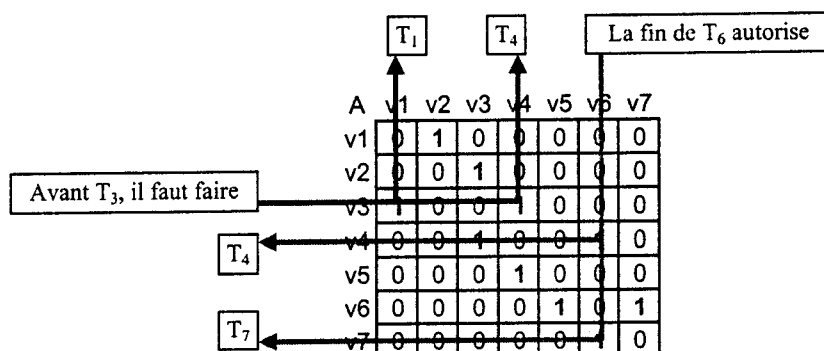 T1 T4 La fin de T6 autorise
A v1 v2 v3 v4 v5 v6 v7
v1 0 1 0 0 0 0 0
v2 0 0 1 0 0 0 0
Avant T3, il faut faire
v3 1 0 0 1 0 0 0
v4 0 0 1 0 0 0
T4
v5 0 0 0 1 0 0 0
v6 0 0 0 0 1 0 1
T7
v7 0 0 0 0 0 0